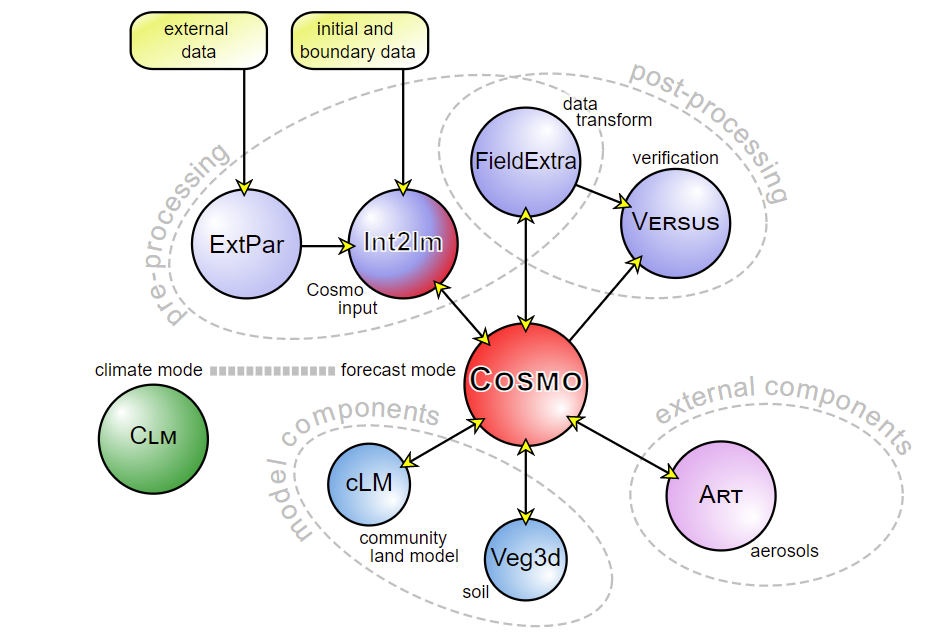 external
data
initial and
boundary data
post-processing
data
transform
FieldExtra
verification
pre-processing
ExtPar
Int2lm
VERSUS
Cosmo
input
climate mode
forecast mode
COSMO
CLM
model components
external components
cLM
ART
community
land model
Veg3d
aerosols
soil